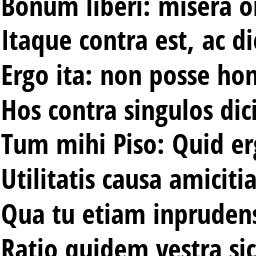 Bonum liberi: misera o
Itaque contra est, ac di
Ergo ita: non posse hon
Hos contra singulos dici
Tum mihi Piso: Quid erg
Utilitatis causa amicitia
Qua tu etiam inprudens
Ratio quidem vestra sic